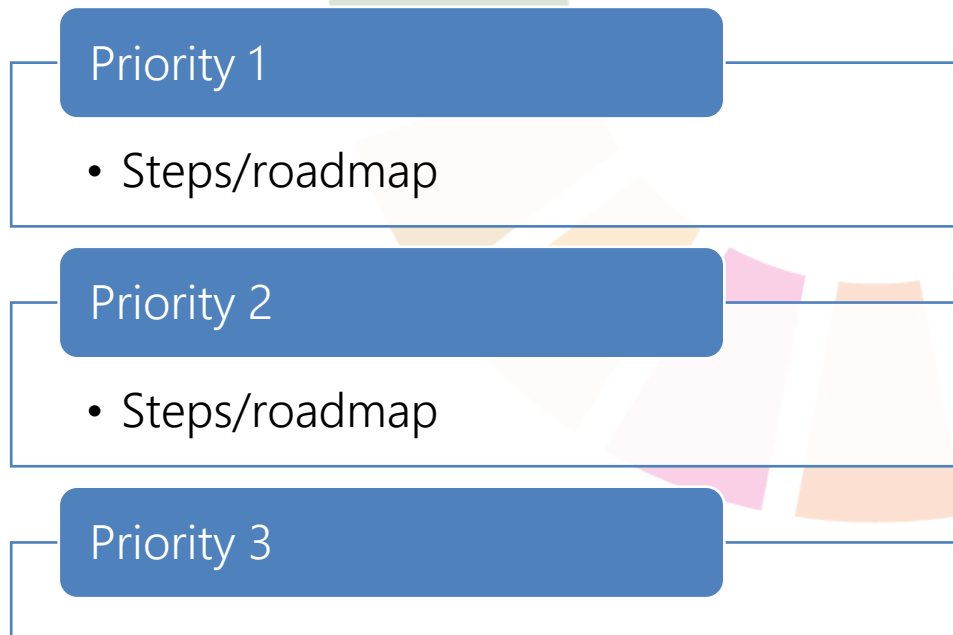 Priority 1
• Steps/roadmap
Priority 2
• Steps/roadmap
Priority 3